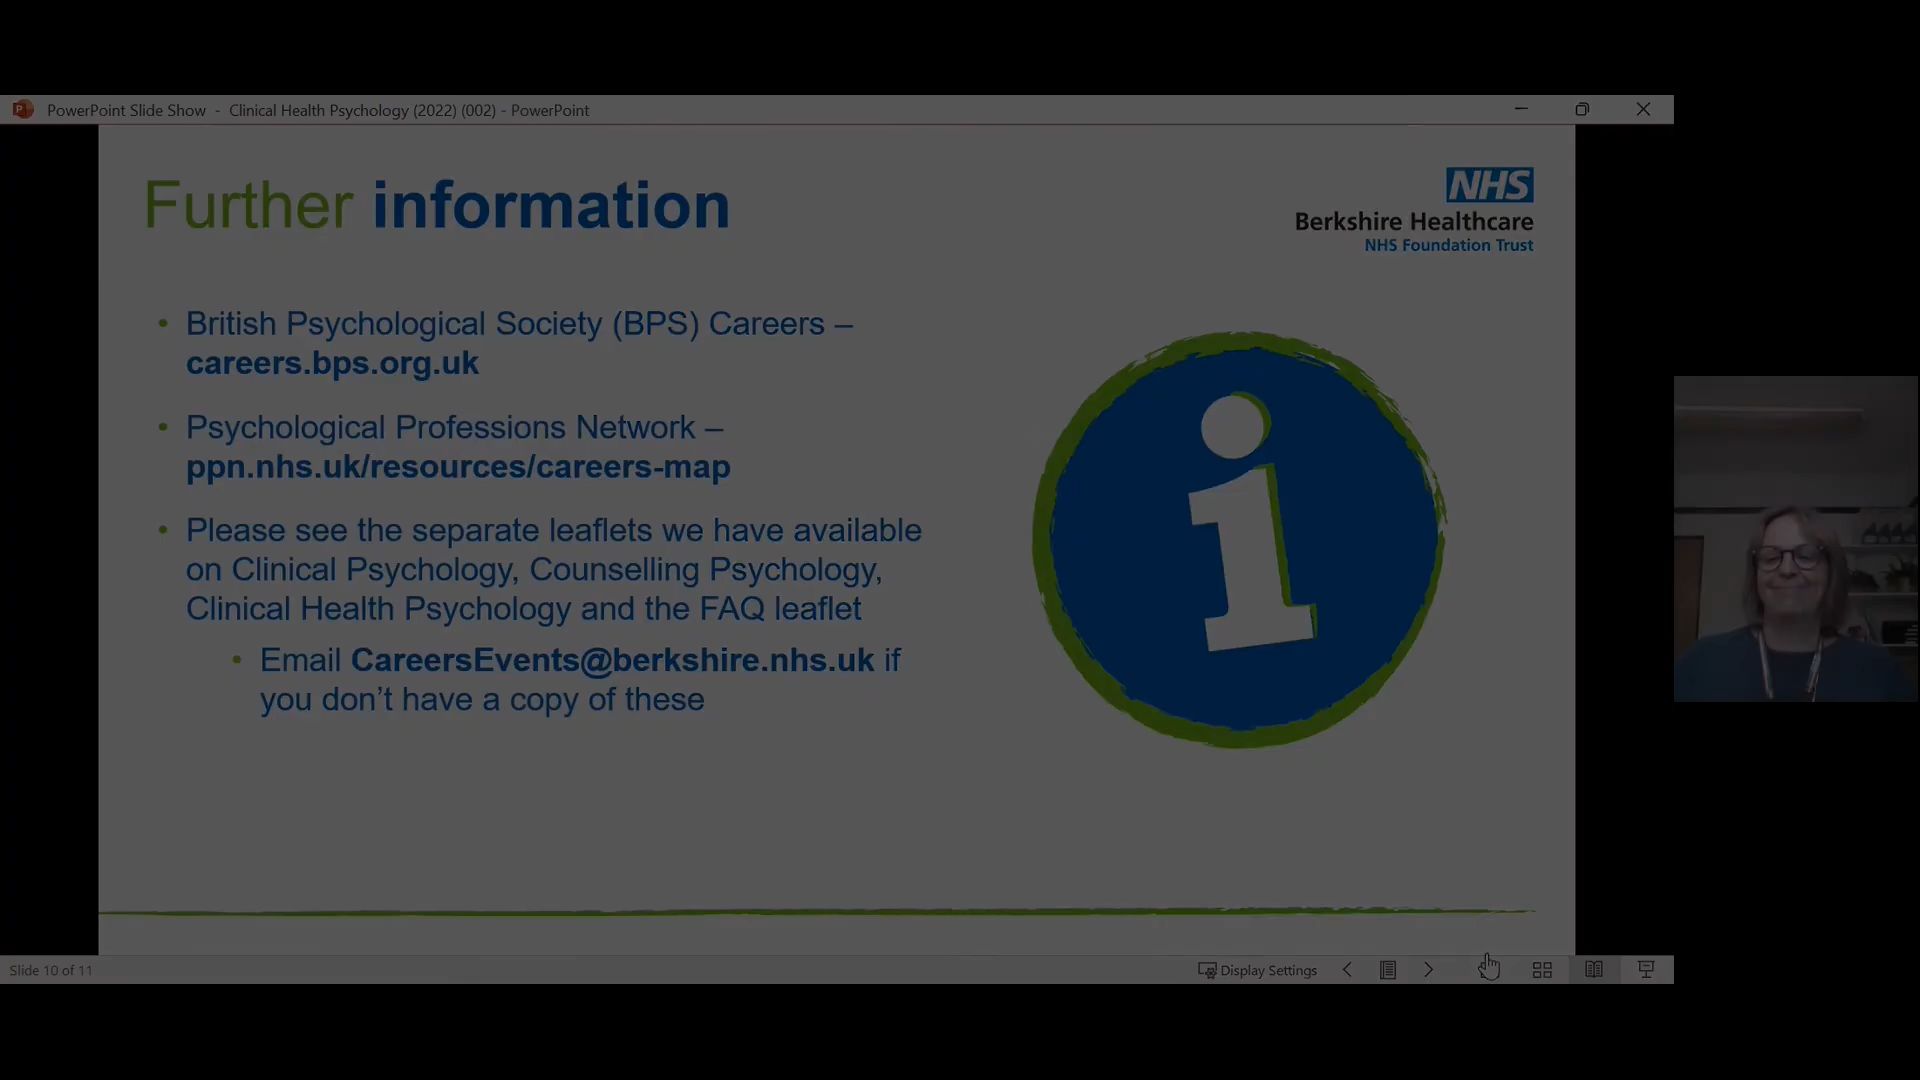 PowerPoint Slide Show - Clinical Health Psychology (2022) (002) - PowerPoint
Further information
NHS
Berkshire Healthcare
NHS Foundation Trust
• British Psychological Society (BPS) Careers –
careers.bps.org.uk
• Psychological Professions Network –
ppn.nhs.uk/resources/careers-map
• Please see the separate leaflets we have available
on Clinical Psychology, Counselling Psychology,
Clinical Health Psychology and the FAQ leaflet
• Email CareersEvents@berkshire.nhs.uk if
you don’t have a copy of these
Slide 10 of 11
Display Settings